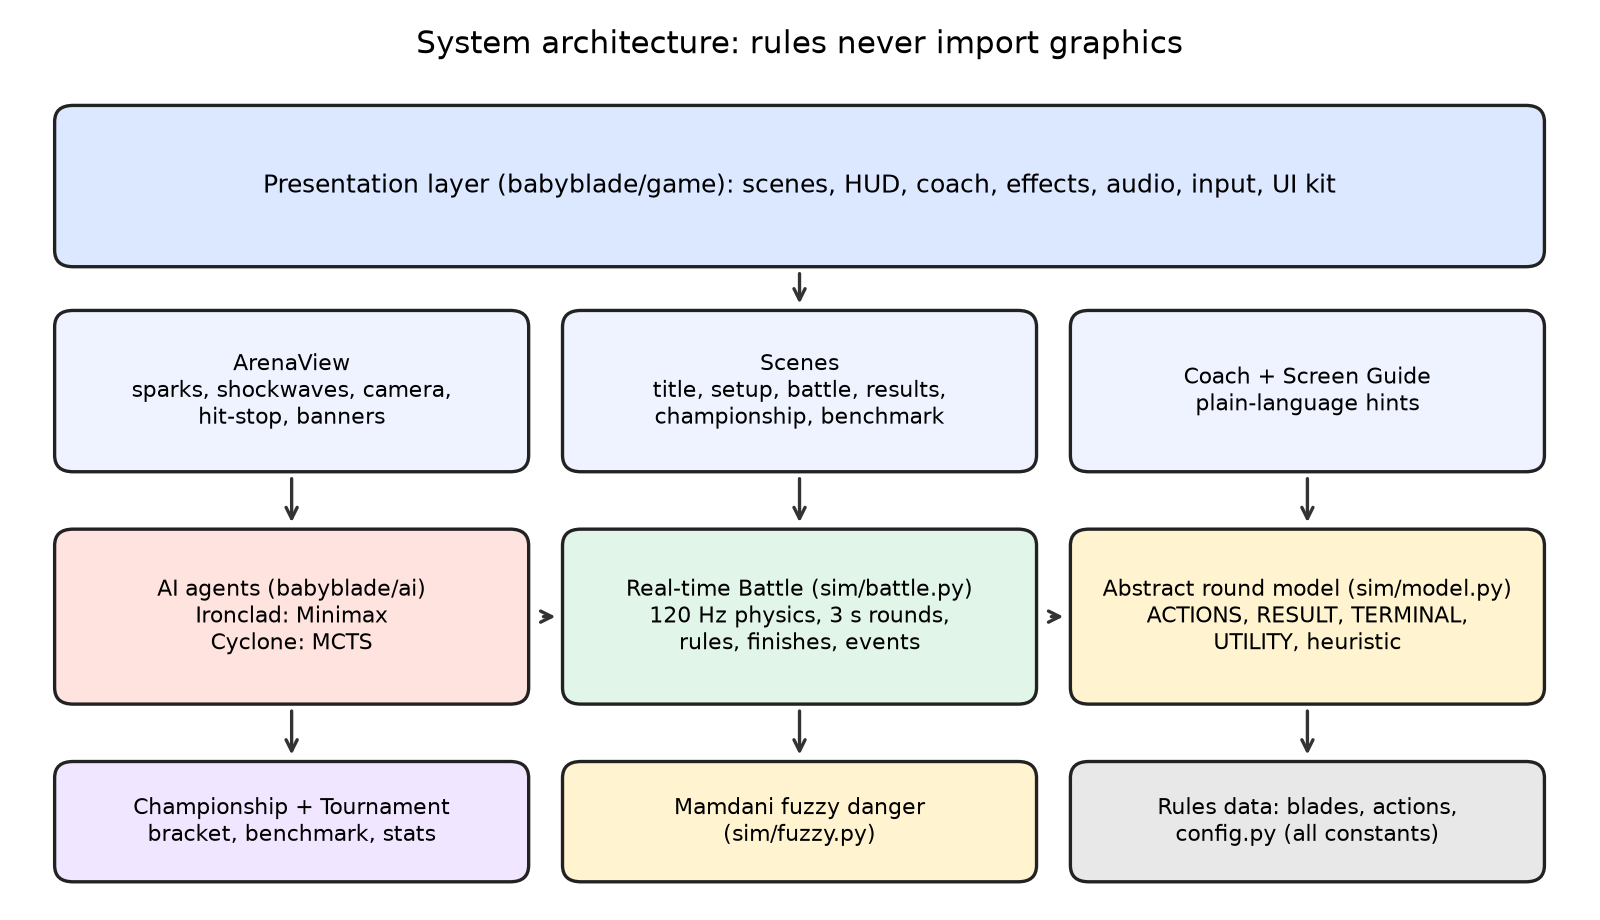 System architecture: rules never import graphics
Presentation layer (babyblade/game): scenes, HUD, coach, effects, audio, input, UI kit
ArenaView
sparks, shockwaves, camera,
hit-stop, banners
Scenes
title, setup, battle, results,
championship, benchmark
Coach + Screen Guide
plain-language hints
AI agents (babyblade/ai)
Ironclad: Minimax
Cyclone: MCTS
Real-time Battle (sim/battle.py)
120 Hz physics, 3 s rounds,
rules, finishes, events
Abstract round model (sim/model.py)
ACTIONS, RESULT, TERMINAL,
UTILITY, heuristic
Championship + Tournament
bracket, benchmark, stats
Mamdani fuzzy danger
(sim/fuzzy.py)
Rules data: blades, actions,
config.py (all constants)